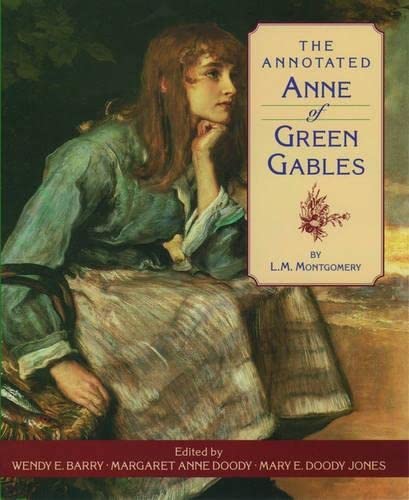 THE
ANNOTATED
ANNE
of
GREEN
GABLES
BY
L.M. MONTGOMERY
Edited by
WENDY E. BARRY · MARGARET ANNE DOODY · MARY E. DOODY JONES